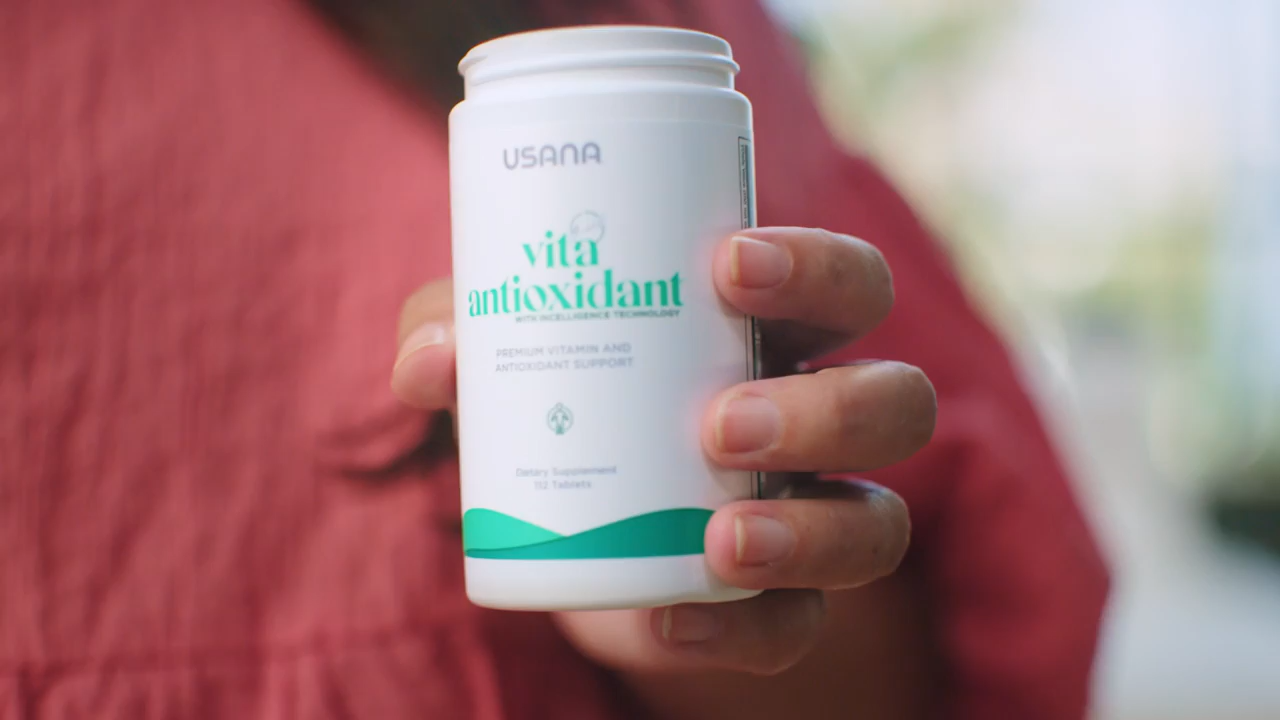 USANA
vita
antioxidant
WITH INCELLIGENCE TECHNOLOGY
PREMIUM VITAMIN AND
ANTIOXIDANT SUPPORT
Dietary Supplement
112 Tablets